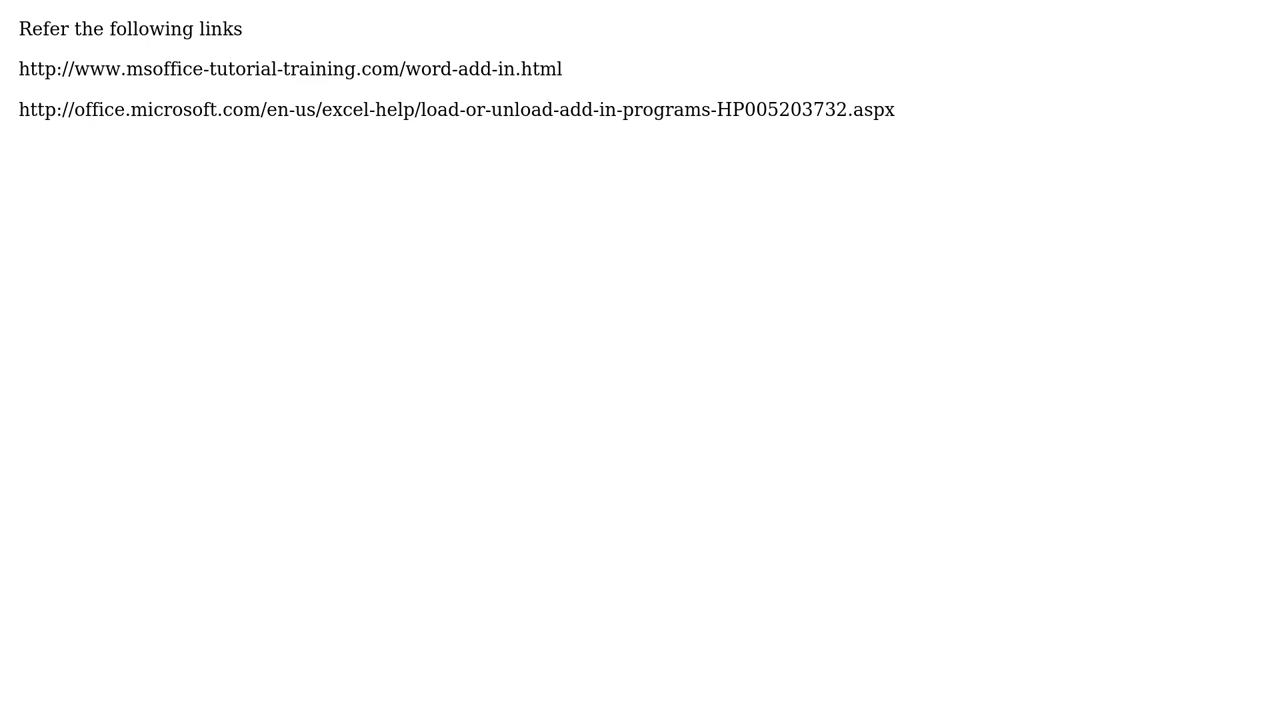 Refer the following links
http://www.msoffice-tutorial-training.com/word-add-in.html
http://office.microsoft.com/en-us/excel-help/load-or-unload-add-in-programs-HP005203732.aspx